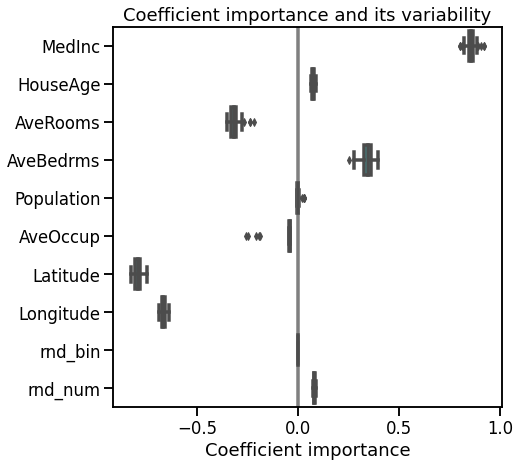 Coefficient importance and its variability
MedInc
HouseAge
AveRooms
AveBedrms
Population
AveOccup
Latitude
Longitude
rnd_bin
rnd_num
−0.5 0.0 0.5 1.0
Coefficient importance